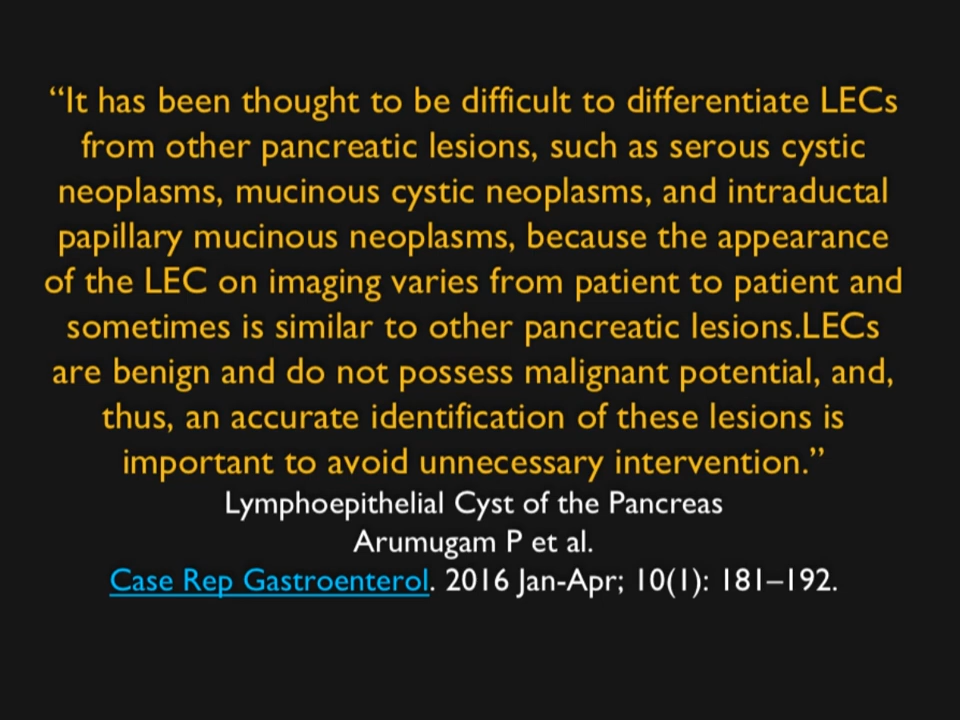 “It has been thought to be difficult to differentiate LECs
from other pancreatic lesions, such as serous cystic
neoplasms, mucinous cystic neoplasms, and intraductal
papillary mucinous neoplasms, because the appearance
of the LEC on imaging varies from patient to patient and
sometimes is similar to other pancreatic lesions.LECs
are benign and do not possess malignant potential, and,
thus, an accurate identification of these lesions is
important to avoid unnecessary intervention.”
Lymphoepithelial Cyst of the Pancreas
Arumugam P et al.
Case Rep Gastroenterol. 2016 Jan-Apr; 10(1): 181–192.